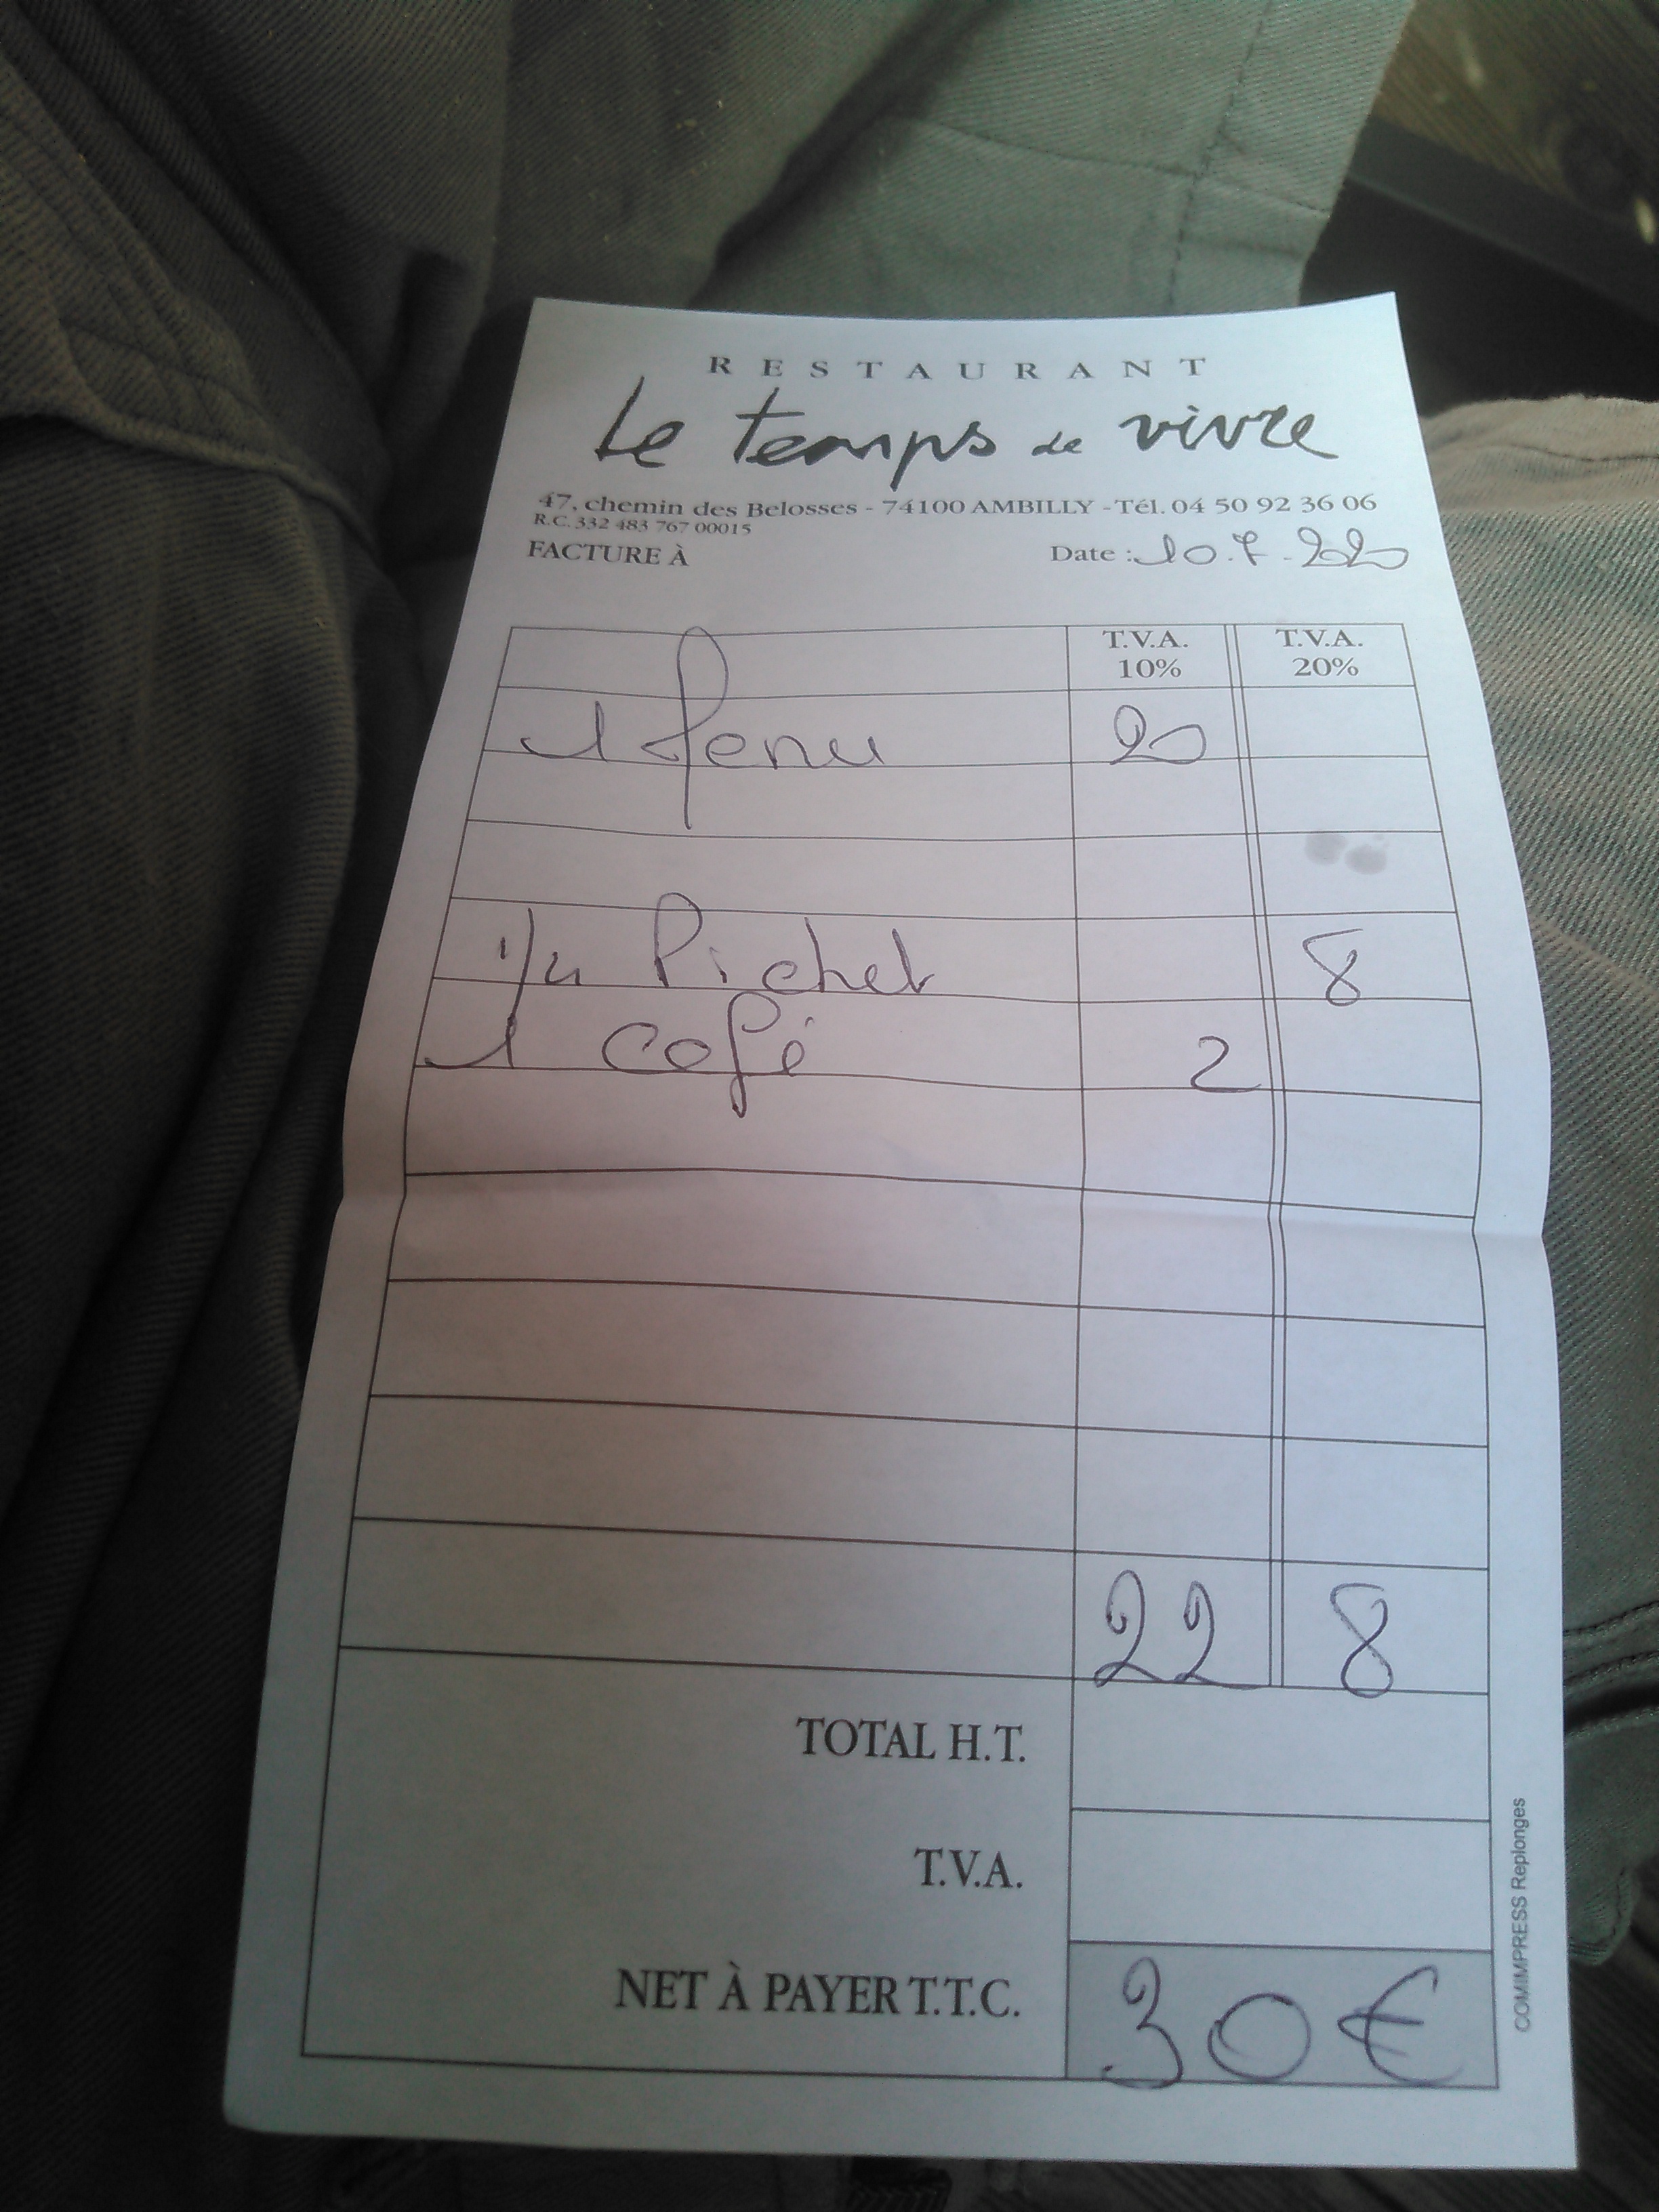 RESTAURANT
Le temps de vivre
47, chemin des Belosses - 74100 AMBILLY - Tél. 04 50 92 36 06
R.C. 332 483 767 00015
FACTURE À Date : 10.7-2020
T.V.A. 10% T.V.A. 20%
1 Menu 20
1/4 Pichet 8
1 café 2
22 8
TOTAL H.T.
T.V.A.
NET À PAYER T.T.C. 30€
COMIMPRESS Replonges